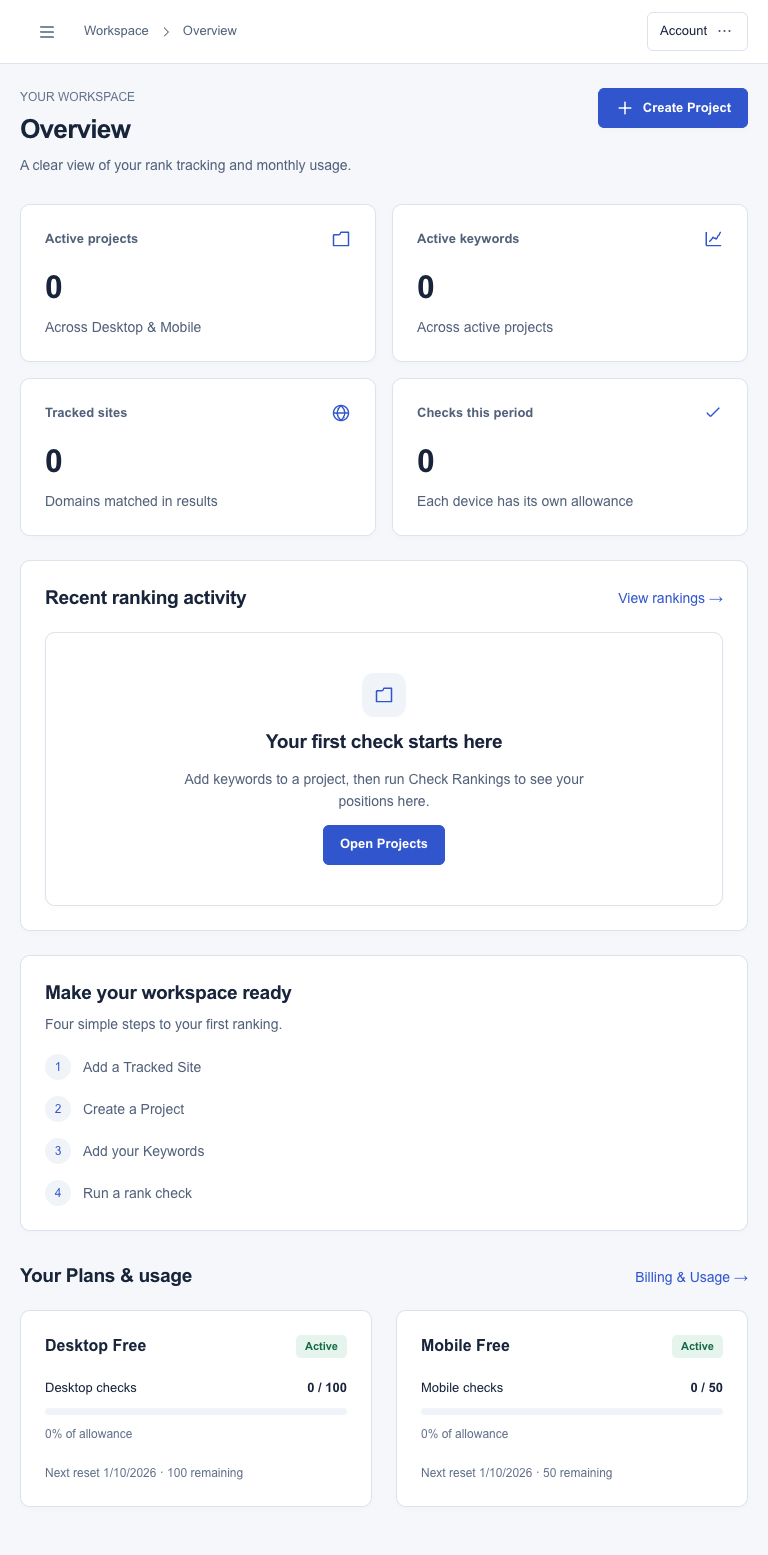 Workspace > Overview
Account ···
YOUR WORKSPACE
Create Project
Overview
A clear view of your rank tracking and monthly usage.
Active projects
0
Across Desktop & Mobile
Active keywords
0
Across active projects
Tracked sites
0
Domains matched in results
Checks this period
0
Each device has its own allowance
Recent ranking activity
View rankings →
Your first check starts here
Add keywords to a project, then run Check Rankings to see your
positions here.
Open Projects
Make your workspace ready
Four simple steps to your first ranking.
1 Add a Tracked Site
2 Create a Project
3 Add your Keywords
4 Run a rank check
Your Plans & usage
Billing & Usage →
Desktop Free
Active
Desktop checks
0 / 100
0% of allowance
Next reset 1/10/2026 · 100 remaining
Mobile Free
Active
Mobile checks
0 / 50
0% of allowance
Next reset 1/10/2026 · 50 remaining